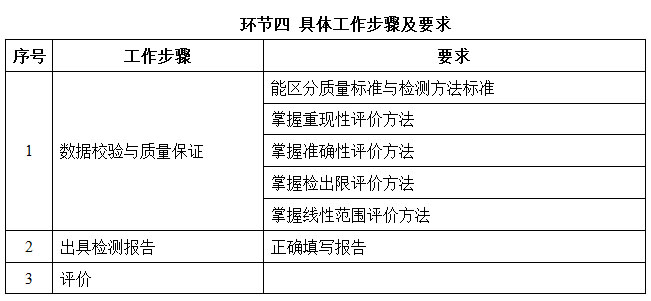 环节四 具体工作步骤及要求
序号 工作步骤 要求
能区分质量标准与检测方法标准
掌握重现性评价方法
1 数据校验与质量保证 掌握准确性评价方法
掌握检出限评价方法
掌握线性范围评价方法
2 出具检测报告 正确填写报告
3 评价